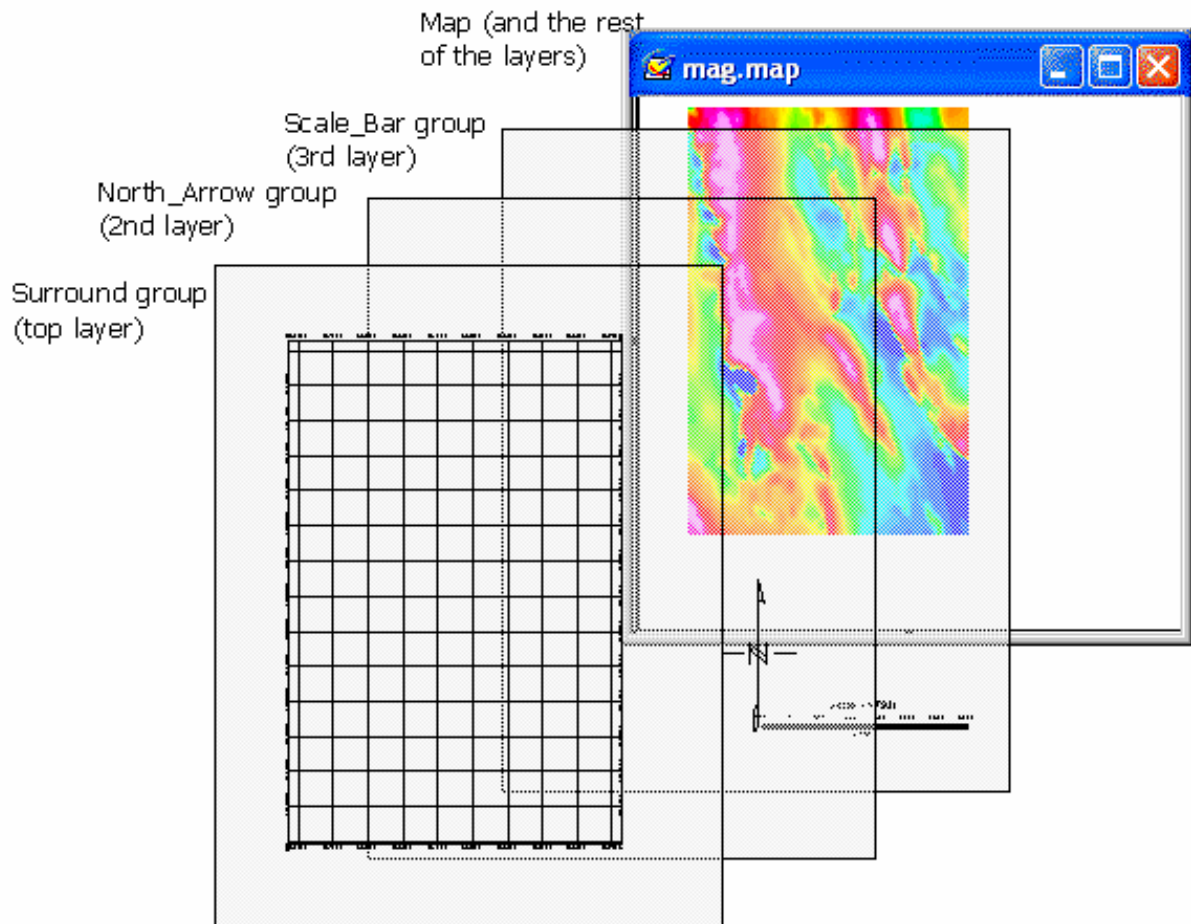 Map (and the rest
of the layers)
mag.map
Scale_Bar group
(3rd layer)
North_Arrow group
(2nd layer)
Surround group
(top layer)
N